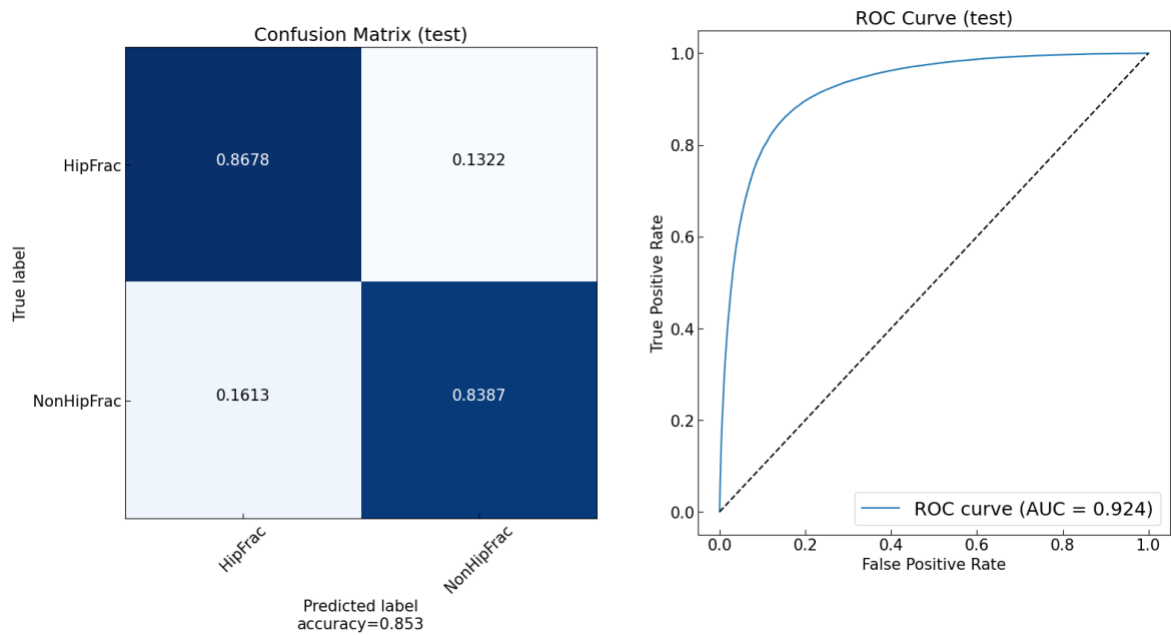 Confusion Matrix (test)
True label
HipFrac
0.8678
0.1322
NonHipFrac
0.1613
0.8387
HipFrac
NonHipFrac
Predicted label
accuracy=0.853
ROC Curve (test)
True Positive Rate
1.0
0.8
0.6
0.4
0.2
0.0
ROC curve (AUC = 0.924)
0.0
0.2
0.4
0.6
0.8
1.0
False Positive Rate